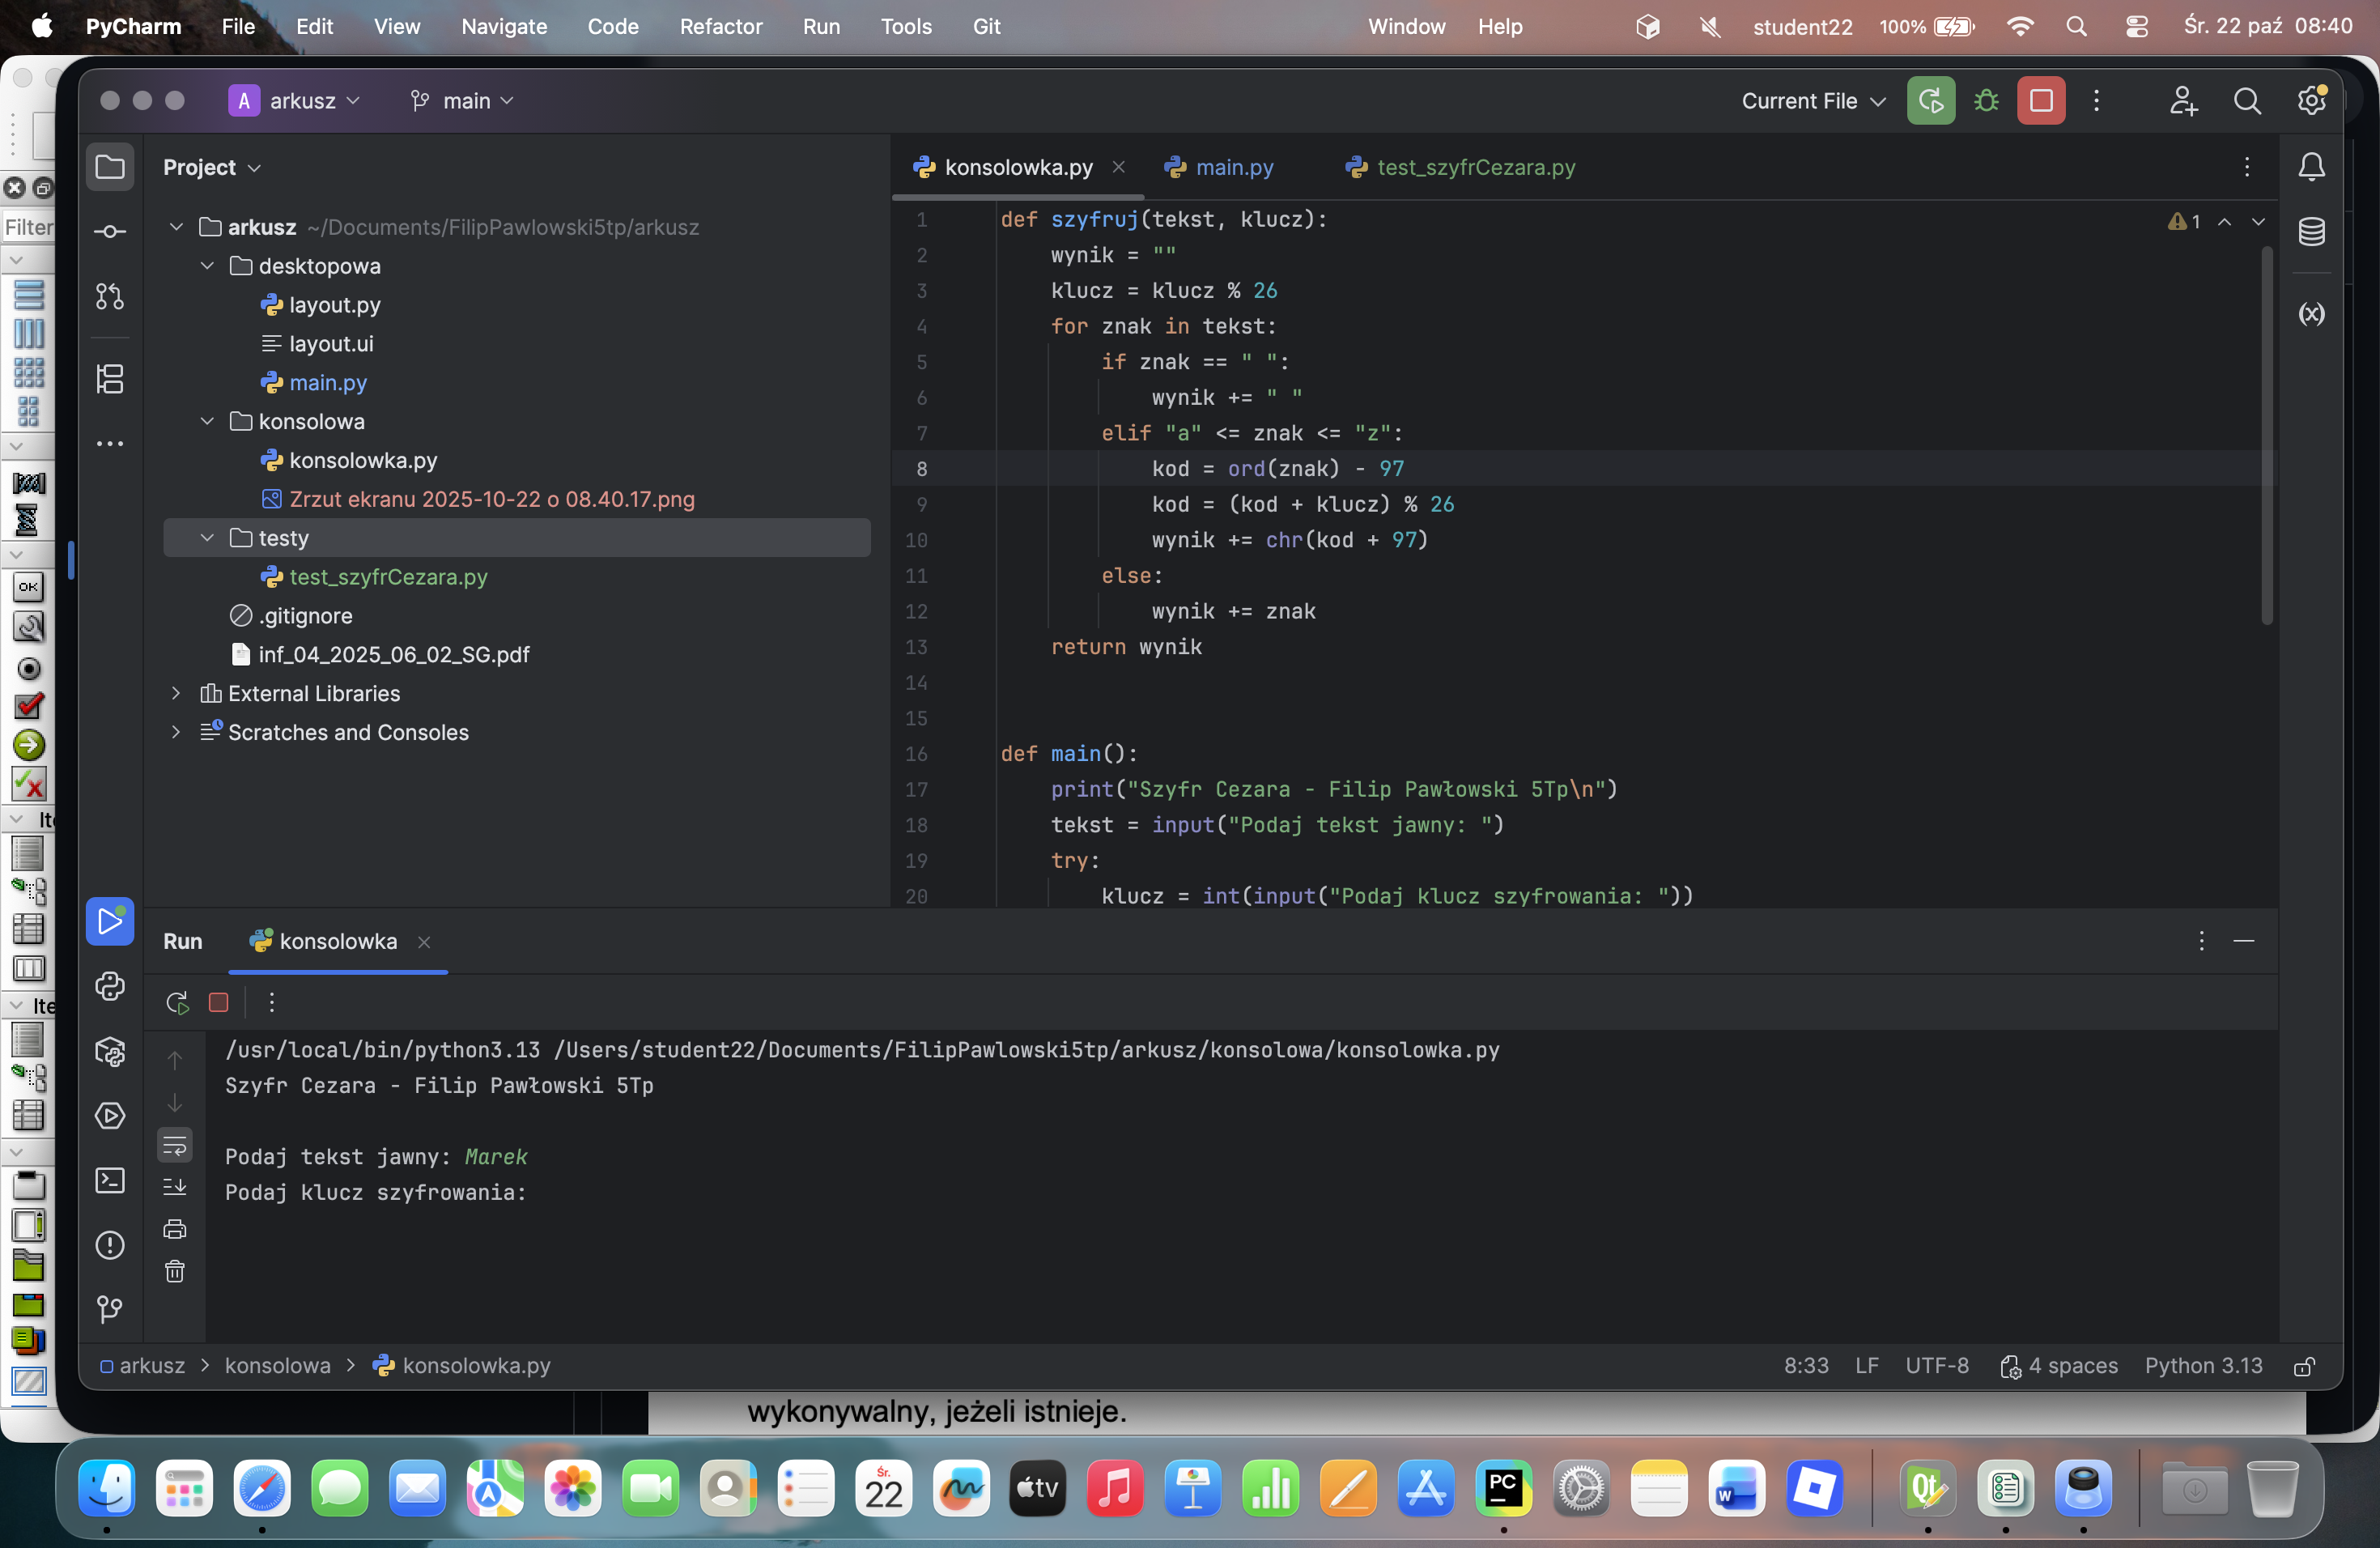 PyCharm File Edit View Navigate Code Refactor Run Tools Git Window Help student22 100% Śr. 22 paź 08:40
A arkusz main Current File
Project
konsolowka.py main.py test_szyfrCezara.py
Filter
arkusz ~/Documents/FilipPawlowski5tp/arkusz
desktopowa
layout.py
layout.ui
main.py
konsolowa
konsolowka.py
Zrzut ekranu 2025-10-22 o 08.40.17.png
testy
test_szyfrCezara.py
.gitignore
inf_04_2025_06_02_SG.pdf
External Libraries
Scratches and Consoles
OK
It
Ite
1 def szyfruj(tekst, klucz):
1
2 wynik = ""
3 klucz = klucz % 26
4 for znak in tekst:
5 if znak == " ":
6 wynik += " "
7 elif "a" <= znak <= "z":
8 kod = ord(znak) - 97
9 kod = (kod + klucz) % 26
10 wynik += chr(kod + 97)
11 else:
12 wynik += znak
13 return wynik
14
15
16 def main():
17 print("Szyfr Cezara - Filip Pawłowski 5Tp\n")
18 tekst = input("Podaj tekst jawny: ")
19 try:
20 klucz = int(input("Podaj klucz szyfrowania: "))
Run konsolowka
/usr/local/bin/python3.13 /Users/student22/Documents/FilipPawlowski5tp/arkusz/konsolowa/konsolowka.py
Szyfr Cezara - Filip Pawłowski 5Tp
Podaj tekst jawny: Marek
Podaj klucz szyfrowania:
arkusz > konsolowa > konsolowka.py 8:33 LF UTF-8 4 spaces Python 3.13
wykonywalny, jeżeli istnieje.
Śr.
22
tv
PC
W
Qt